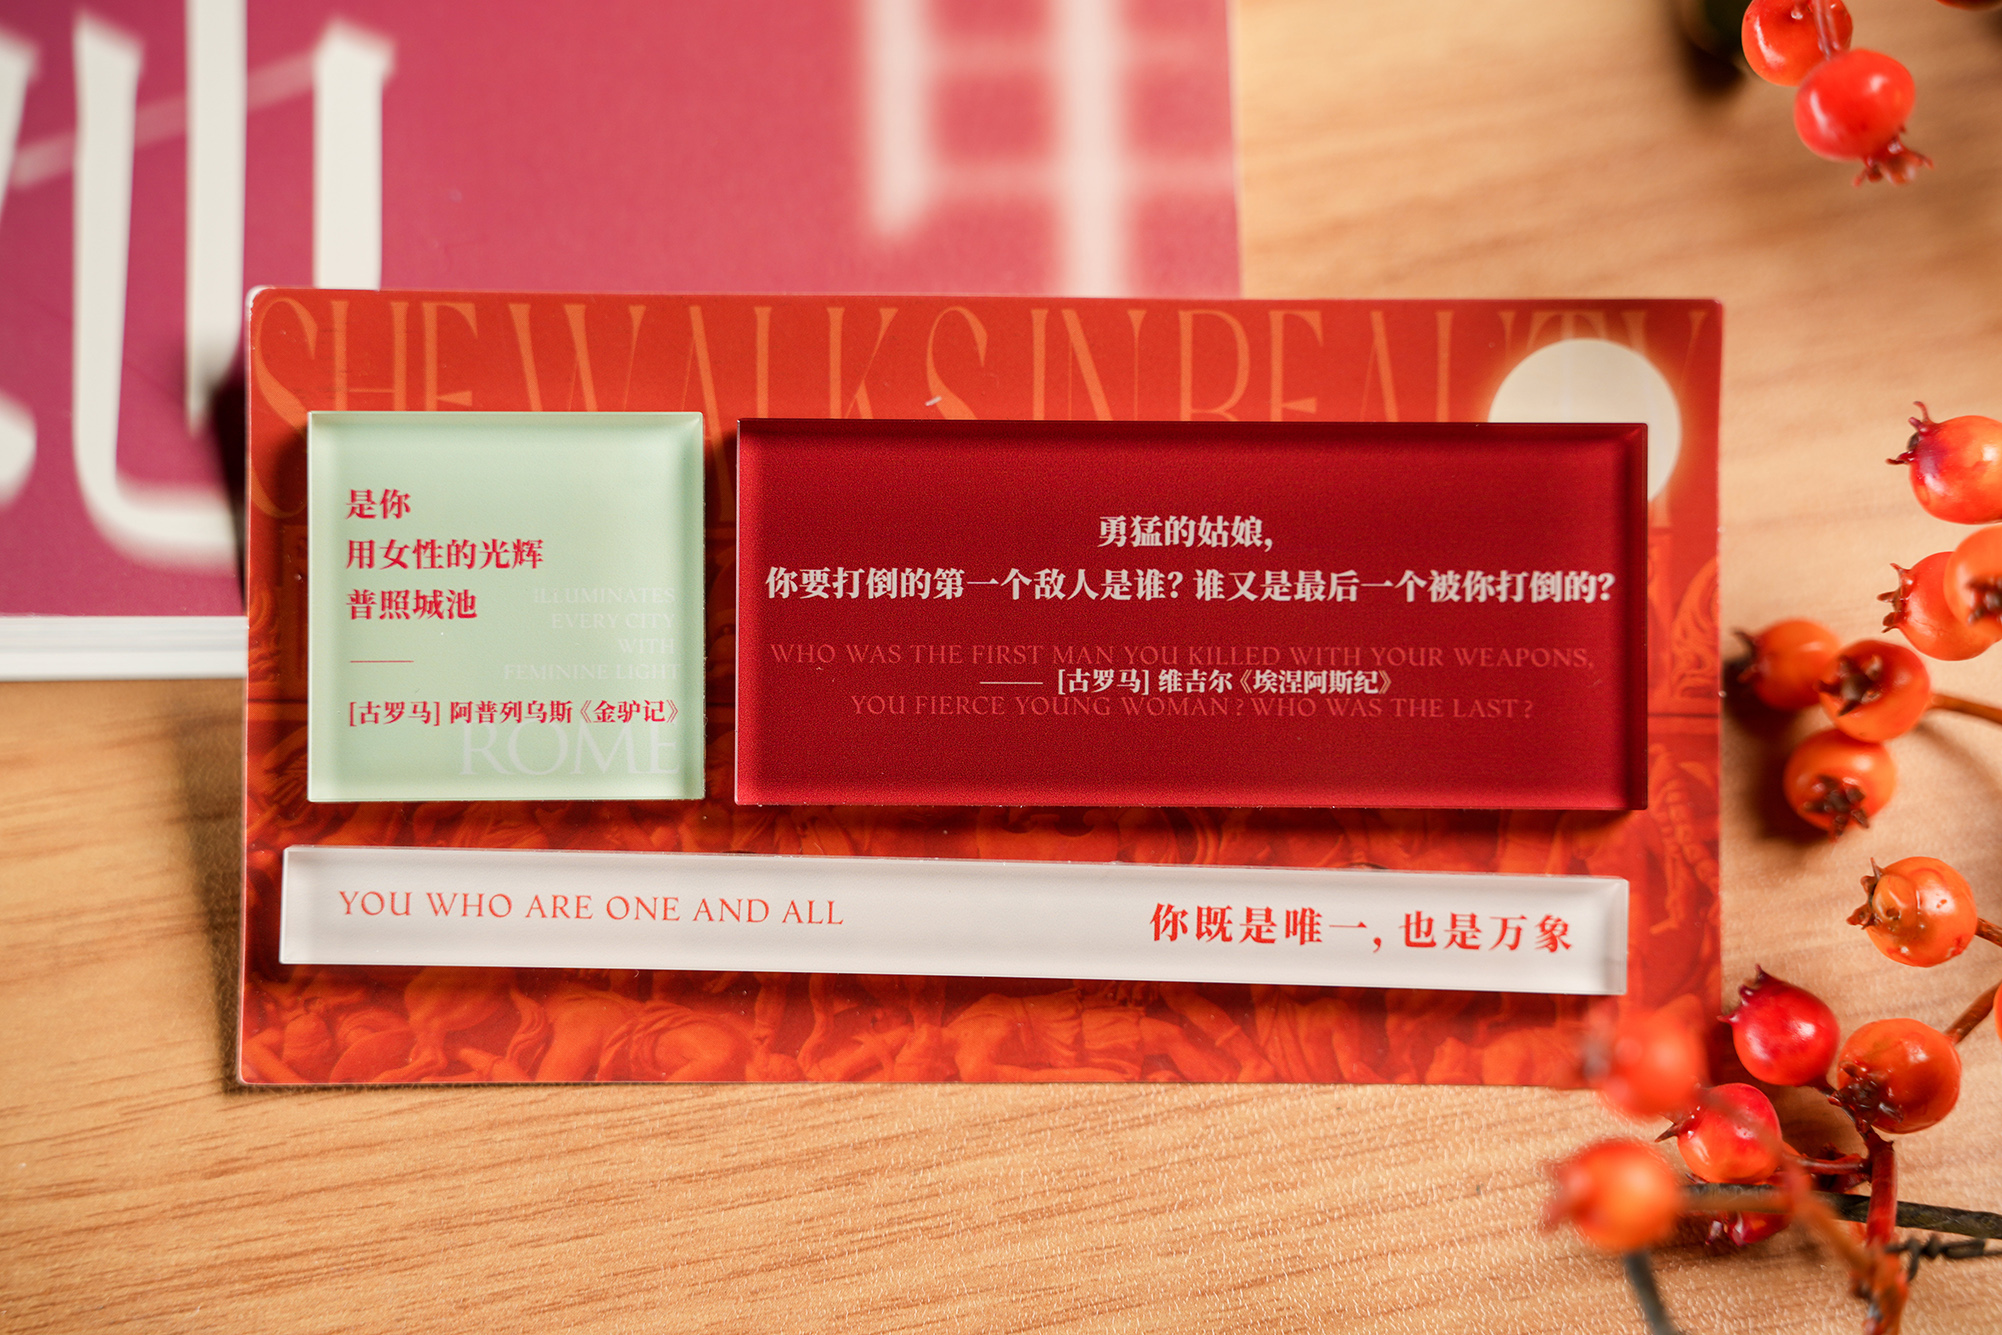 SHE WALKS IN BEAUTY
是你
用女性的光辉
普照城池
ILLUMINATES
EVERY CITY
WITH
FEMININE LIGHT
[古罗马] 阿普列乌斯《金驴记》
ROME
勇猛的姑娘，
你要打倒的第一个敌人是谁？谁又是最后一个被你打倒的？
WHO WAS THE FIRST MAN YOU KILLED WITH YOUR WEAPONS,
—— [古罗马] 维吉尔《埃涅阿斯纪》
YOU FIERCE YOUNG WOMAN? WHO WAS THE LAST?
YOU WHO ARE ONE AND ALL
你既是唯一，也是万象